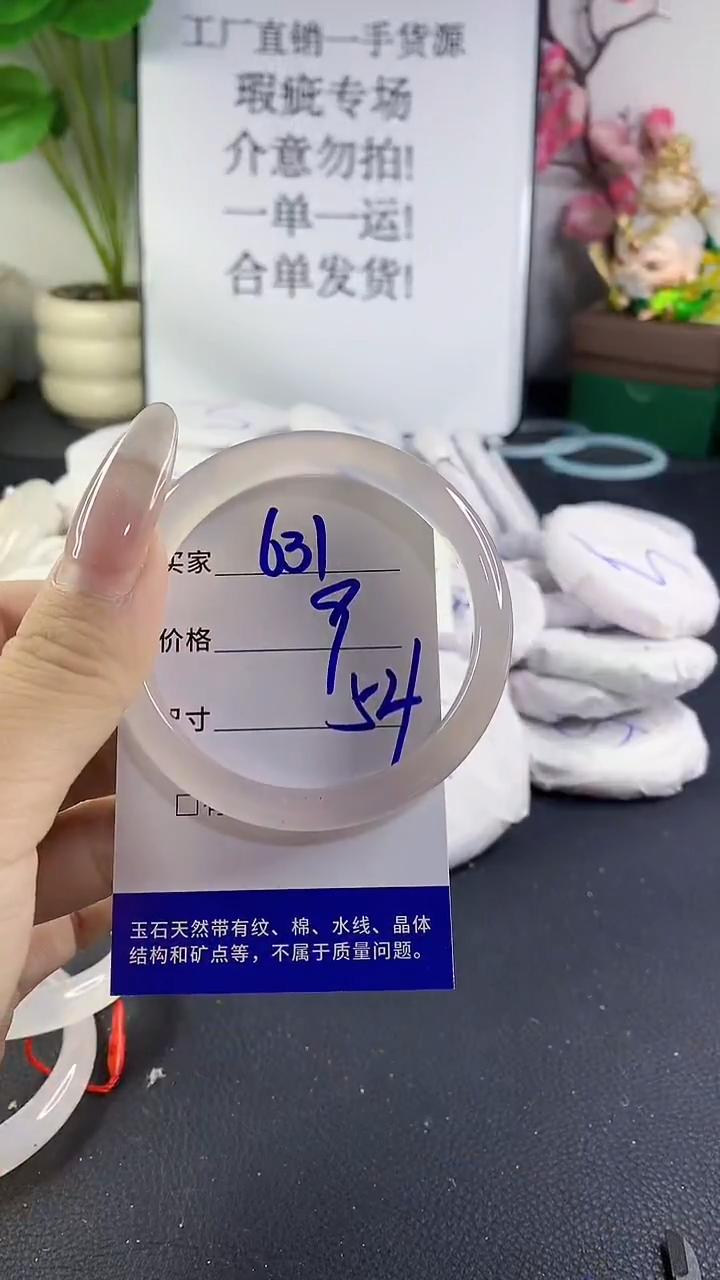 工厂直销一手货源
瑕疵专场
介意勿拍!
一单一运!
合单发货!
买家 631
价格 9
尺寸 54
玉石天然带有纹、棉、水线、晶体
结构和矿点等，不属于质量问题。